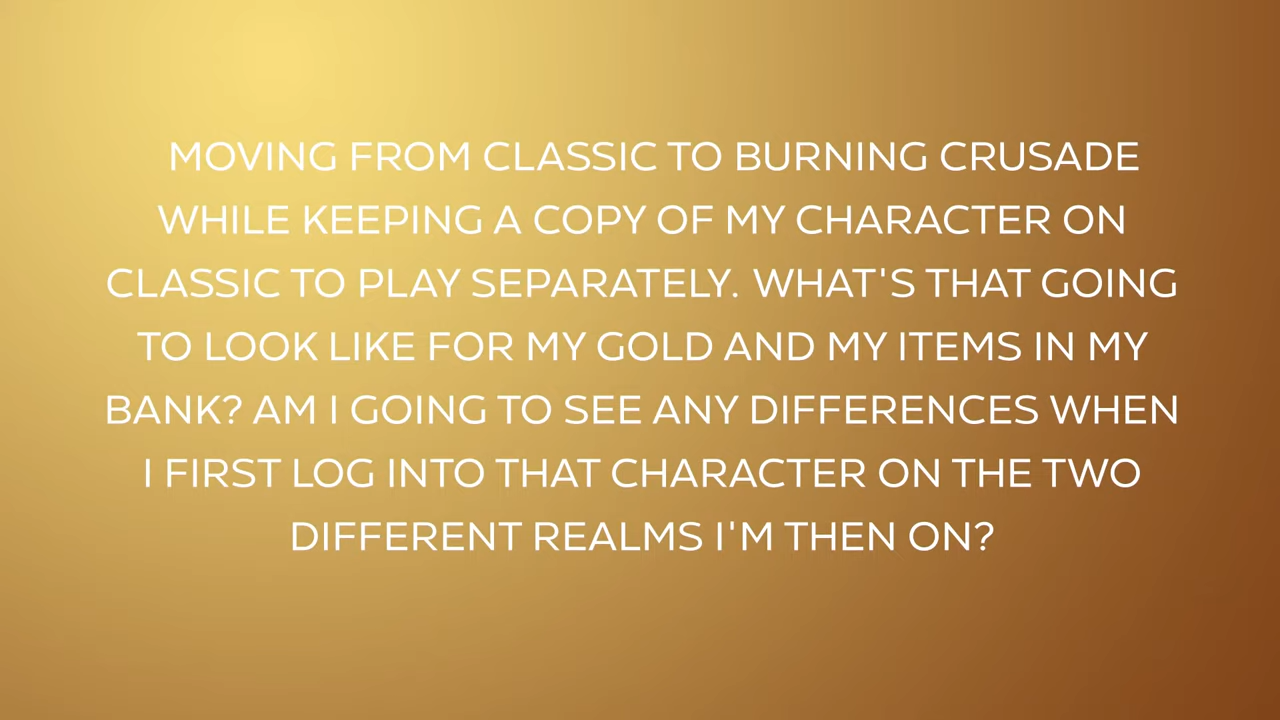 MOVING FROM CLASSIC TO BURNING CRUSADE
WHILE KEEPING A COPY OF MY CHARACTER ON
CLASSIC TO PLAY SEPARATELY. WHAT'S THAT GOING
TO LOOK LIKE FOR MY GOLD AND MY ITEMS IN MY
BANK? AM I GOING TO SEE ANY DIFFERENCES WHEN
I FIRST LOG INTO THAT CHARACTER ON THE TWO
DIFFERENT REALMS I'M THEN ON?